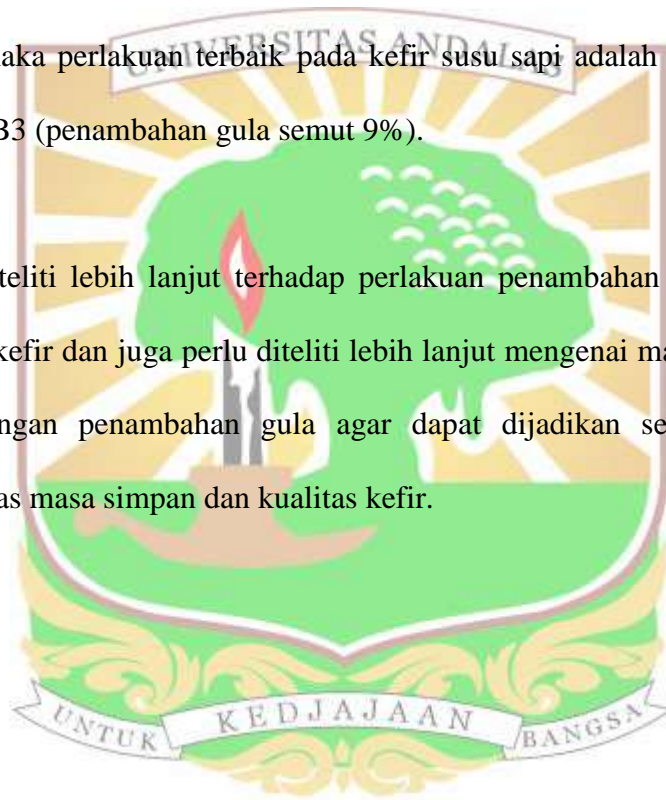 UNIVERSITAS ANDALAS
maka perlakuan terbaik pada kefir susu sapi adalah
B3 (penambahan gula semut 9%).
teliti lebih lanjut terhadap perlakuan penambahan
kefir dan juga perlu diteliti lebih lanjut mengenai ma
ngan penambahan gula agar dapat dijadikan se
as masa simpan dan kualitas kefir.
UNTUK KEDJAJAAN BANGSA